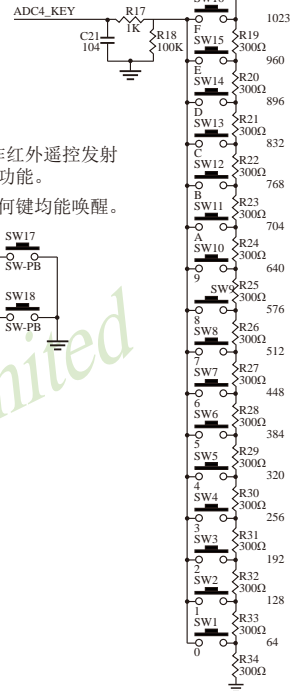 ADC4_KEY
R17
1K
C21
104
R18
100K
F
1023
R19
300Ω
SW15
E
960
R20
300Ω
SW14
D
896
R21
300Ω
SW13
C
832
R22
300Ω
SW12
B
768
R23
300Ω
SW11
A
704
R24
300Ω
SW10
9
640
R25
300Ω
SW9
8
576
R26
300Ω
SW8
7
512
R27
300Ω
SW7
6
448
R28
300Ω
SW6
5
384
R29
300Ω
SW5
4
320
R30
300Ω
SW4
3
256
R31
300Ω
SW3
2
192
R32
300Ω
SW2
1
128
R33
300Ω
SW1
0
64
R34
300Ω
红外遥控发射
功能。
何键均能唤醒。
SW17
SW-PB
SW18
SW-PB
mited